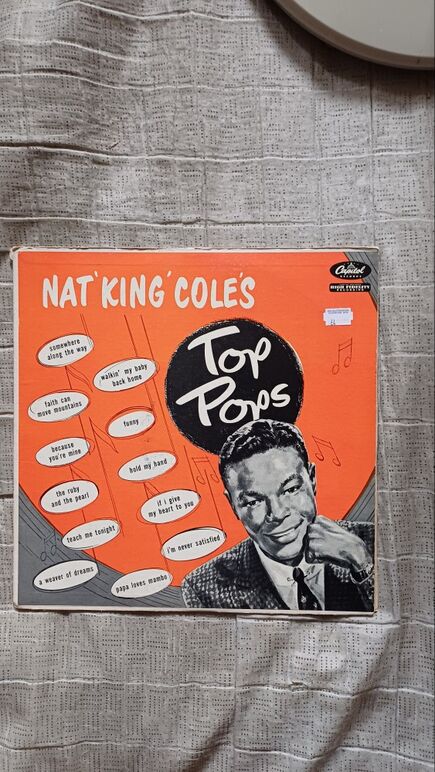 Capitol
RECORDS
HIGH FIDELITY
RECORDING
NAT 'KING' COLE'S
Top
Pops
somewhere
along the way
walkin' my baby
back home
faith can
move mountains
funny
because
you're mine
hold my hand
the ruby
and the pearl
if i give
my heart to you
teach me tonight
i'm never satisfied
a weaver of dreams
papa loves mambo